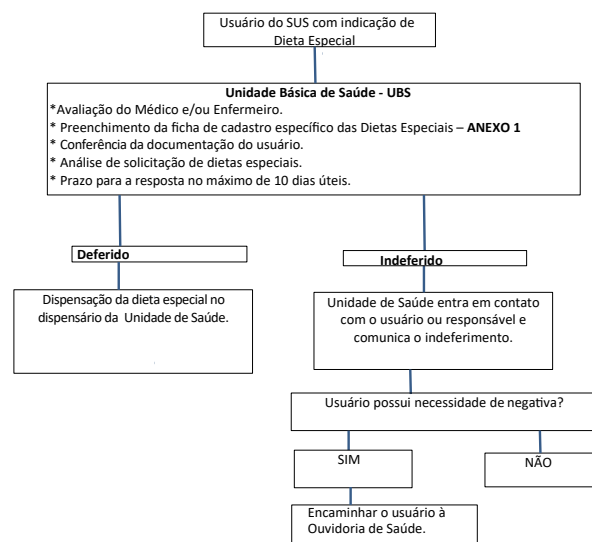 Usuário do SUS com indicação de
Dieta Especial
Unidade Básica de Saúde - UBS
*Avaliação do Médico e/ou Enfermeiro.
* Preenchimento da ficha de cadastro específico das Dietas Especiais – ANEXO 1
* Conferência da documentação do usuário.
* Análise de solicitação de dietas especiais.
* Prazo para a resposta no máximo de 10 dias úteis.
Deferido
Indeferido
Dispensação da dieta especial no
dispensário da Unidade de Saúde.
Unidade de Saúde entra em contato
com o usuário ou responsável e
comunica o indeferimento.
Usuário possui necessidade de negativa?
SIM
NÃO
Encaminhar o usuário à
Ouvidoria de Saúde.